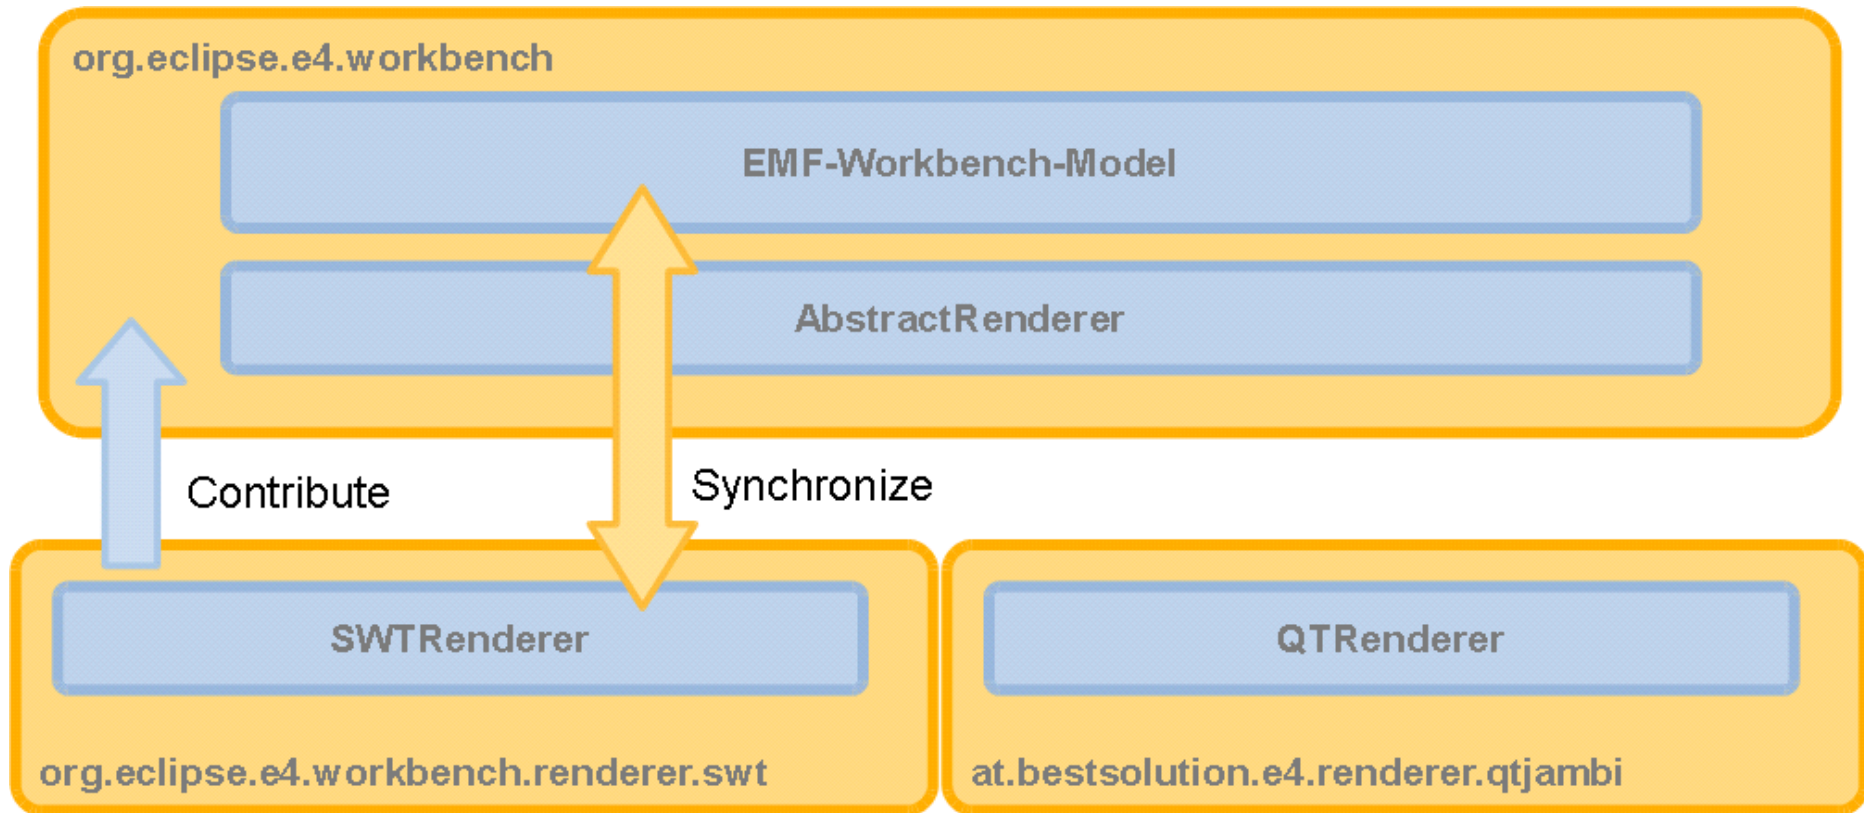 org.eclipse.e4.workbench
EMF-Workbench-Model
AbstractRenderer
Contribute
Synchronize
SWTRenderer
QTRenderer
org.eclipse.e4.workbench.renderer.swt
at.bestsolution.e4.renderer.qtjambi